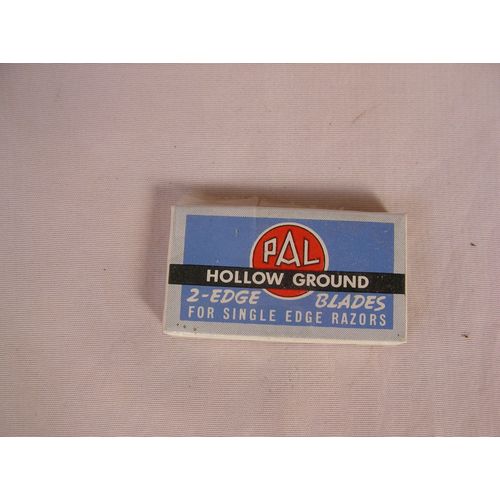 PAL
HOLLOW GROUND
2-EDGE BLADES
FOR SINGLE EDGE RAZORS